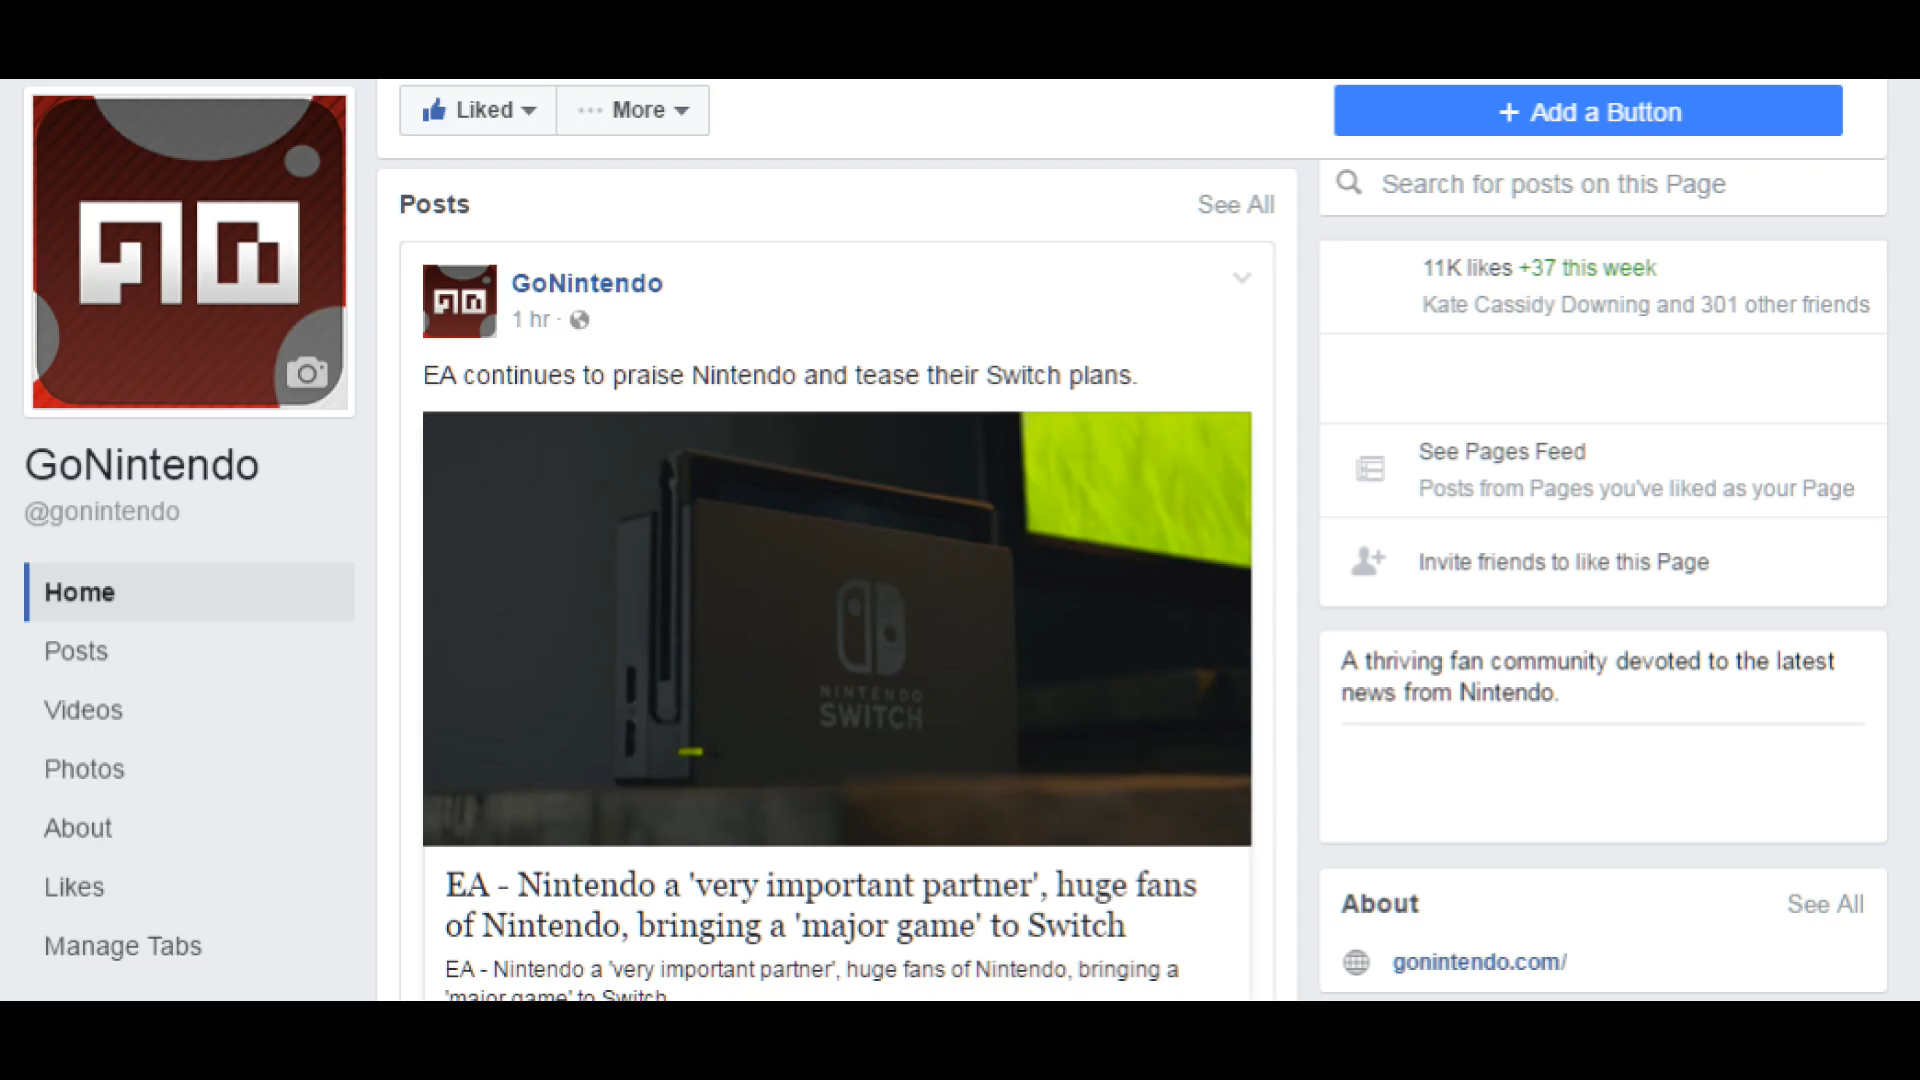 Liked
More
+ Add a Button
GoNintendo
@gonintendo
Home
Posts
Videos
Photos
About
Likes
Manage Tabs
Posts
See All
GoNintendo
1 hr ·
EA continues to praise Nintendo and tease their Switch plans.
NINTENDO
SWITCH
EA - Nintendo a 'very important partner', huge fans
of Nintendo, bringing a 'major game' to Switch
EA - Nintendo a 'very important partner', huge fans of Nintendo, bringing a
'major game' to Switch
Search for posts on this Page
11K likes +37 this week
Kate Cassidy Downing and 301 other friends
See Pages Feed
Posts from Pages you've liked as your Page
Invite friends to like this Page
A thriving fan community devoted to the latest
news from Nintendo.
About
See All
gonintendo.com/